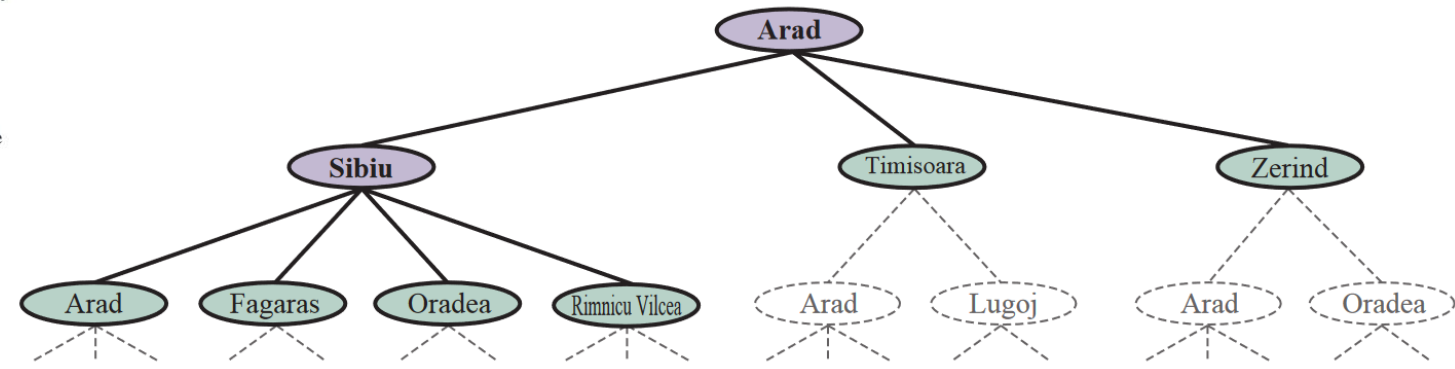 Arad
Sibiu
Timisoara
Zerind
Arad
Fagaras
Oradea
Rimnicu Vilcea
Arad
Lugoj
Arad
Oradea